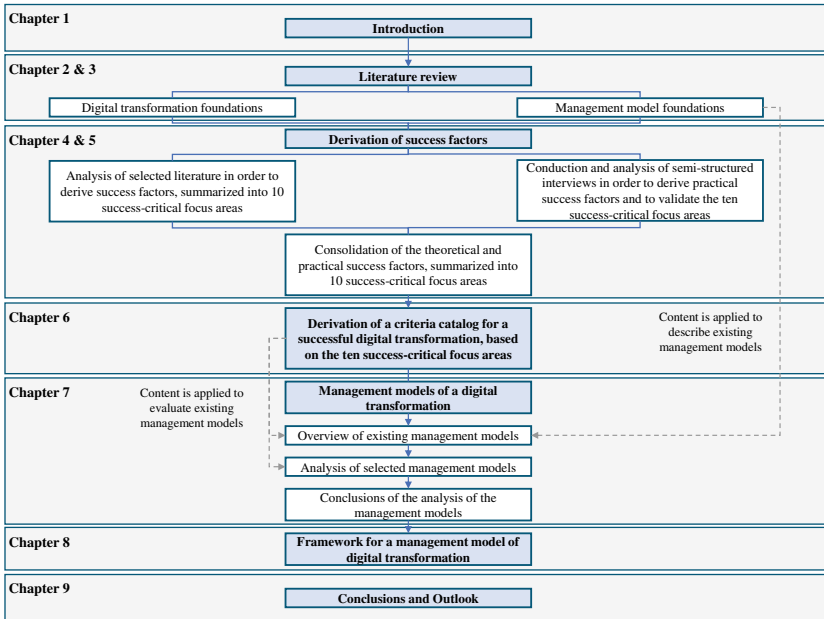 Chapter 1
Introduction
Chapter 2 & 3
Literature review
Digital transformation foundations
Management model foundations
Chapter 4 & 5
Derivation of success factors
Analysis of selected literature in order to
derive success factors, summarized into 10
success-critical focus areas
Conduction and analysis of semi-structured
interviews in order to derive practical
success factors and to validate the ten
success-critical focus areas
Consolidation of the theoretical and
practical success factors, summarized into
10 success-critical focus areas
Chapter 6
Derivation of a criteria catalog for a
successful digital transformation, based
on the ten success-critical focus areas
Content is applied to
describe existing
management models
Chapter 7
Content is applied to
evaluate existing
management models
Management models of a digital
transformation
Overview of existing management models
Analysis of selected management models
Conclusions of the analysis of the
management models
Chapter 8
Framework for a management model of
digital transformation
Chapter 9
Conclusions and Outlook